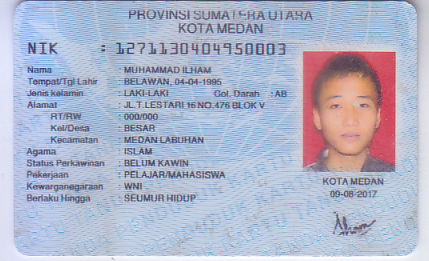 PROVINSI SUMATERA UTARA
KOTA MEDAN
NIK : 1271130404950003
Nama : MUHAMMAD ILHAM
Tempat/Tgl Lahir : BELAWAN, 04-04-1995
Jenis kelamin : LAKI-LAKI Gol. Darah : AB
Alamat : JL.T.LESTARI 16 NO.476 BLOK V
RT/RW : 000/000
Kel/Desa : BESAR
Kecamatan : MEDAN LABUHAN
Agama : ISLAM
Status Perkawinan : BELUM KAWIN
Pekerjaan : PELAJAR/MAHASISWA
Kewarganegaraan : WNI
Berlaku Hingga : SEUMUR HIDUP
KOTA MEDAN
09-08-2017